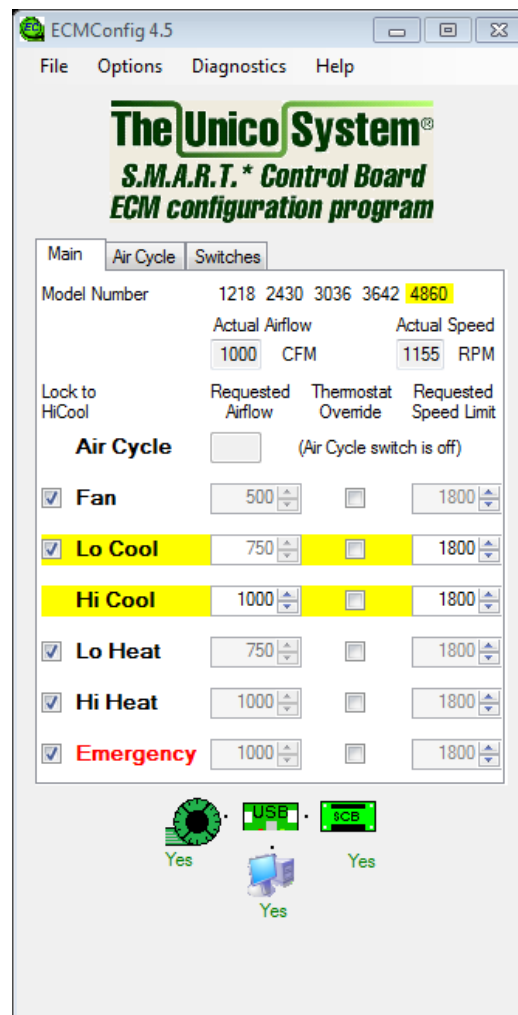 ECMConfig 4.5
File Options Diagnostics Help
The Unico System®
S.M.A.R.T.* Control Board
ECM configuration program
Main Air Cycle Switches
Model Number 1218 2430 3036 3642 4860
Actual Airflow Actual Speed
1000 CFM 1155 RPM
Lock to Requested Thermostat Requested
HiCool Airflow Override Speed Limit
Air Cycle (Air Cycle switch is off)
Fan 500 1800
Lo Cool 750 1800
Hi Cool 1000 1800
Lo Heat 750 1800
Hi Heat 1000 1800
Emergency 1000 1800
USB SCB
Yes Yes
Yes